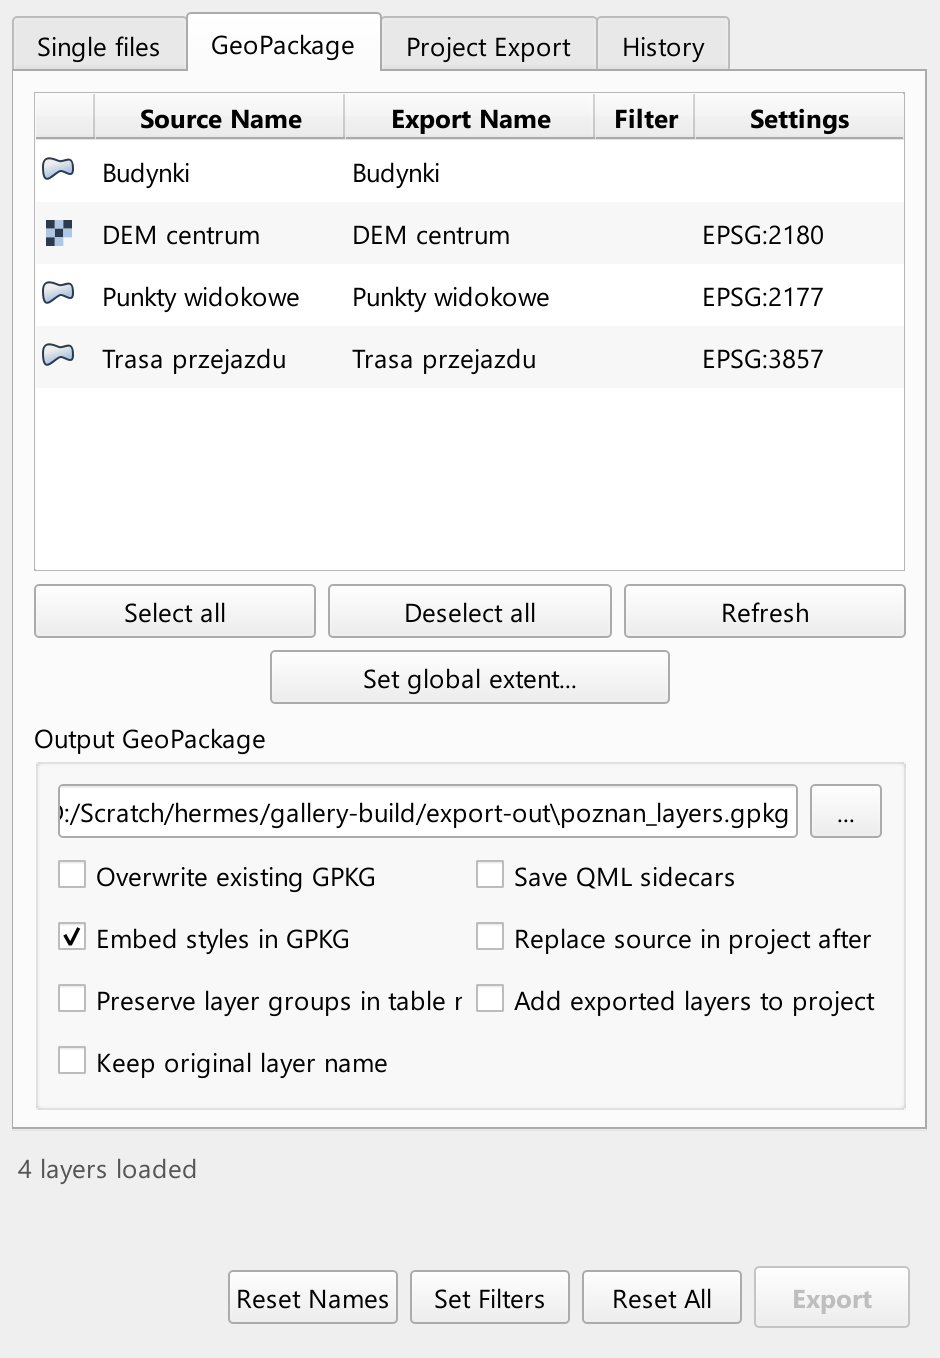 Single files GeoPackage Project Export History
Source Name Export Name Filter Settings
Budynki Budynki
DEM centrum DEM centrum EPSG:2180
Punkty widokowe Punkty widokowe EPSG:2177
Trasa przejazdu Trasa przejazdu EPSG:3857
Select all Deselect all Refresh
Set global extent...
Output GeoPackage
:/Scratch/hermes/gallery-build/export-out\poznan_layers.gpkg ...
Overwrite existing GPKG Save QML sidecars
Embed styles in GPKG Replace source in project after
Preserve layer groups in table Add exported layers to project
Keep original layer name
4 layers loaded
Reset Names Set Filters Reset All Export